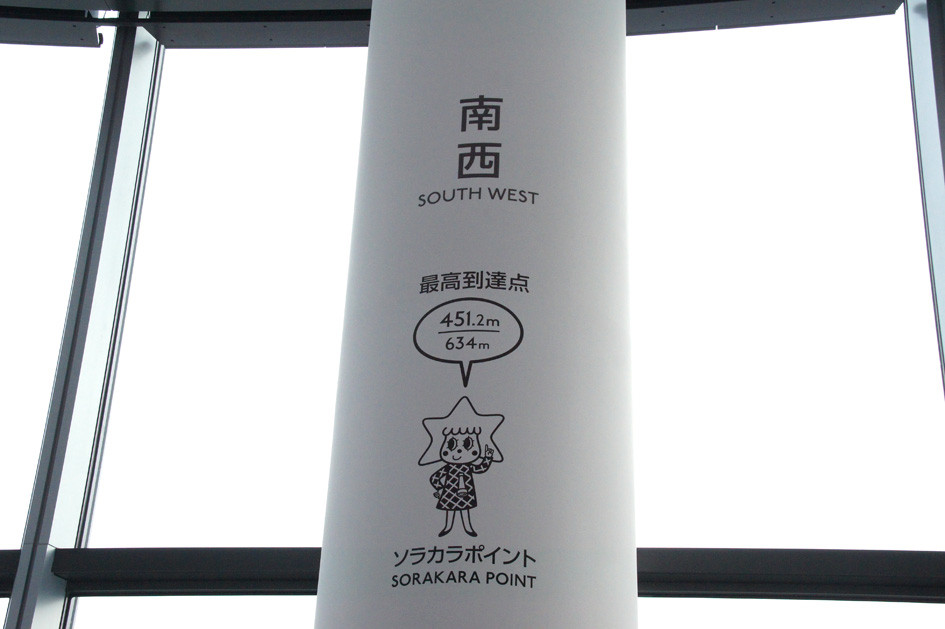 南
西
SOUTH WEST
最高到達点
451.2m
634m
ソラカラポイント
SORAKARA POINT